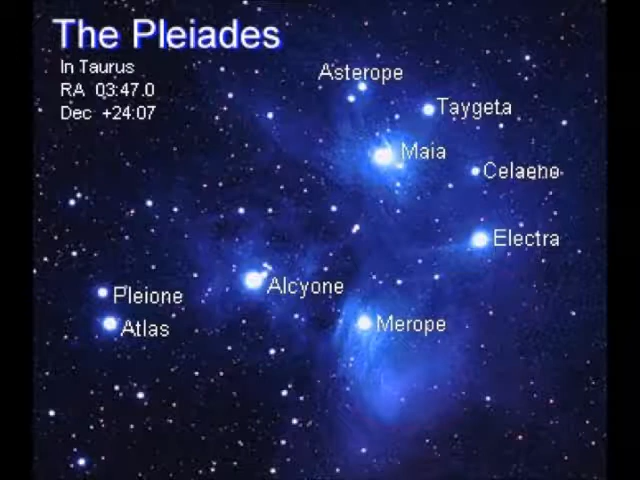 The Pleiades
In Taurus
RA 03:47.0
Dec +24:07
Asterope
Taygeta
Maia
Celaeno
Electra
Alcyone
Pleione
Atlas
Merope